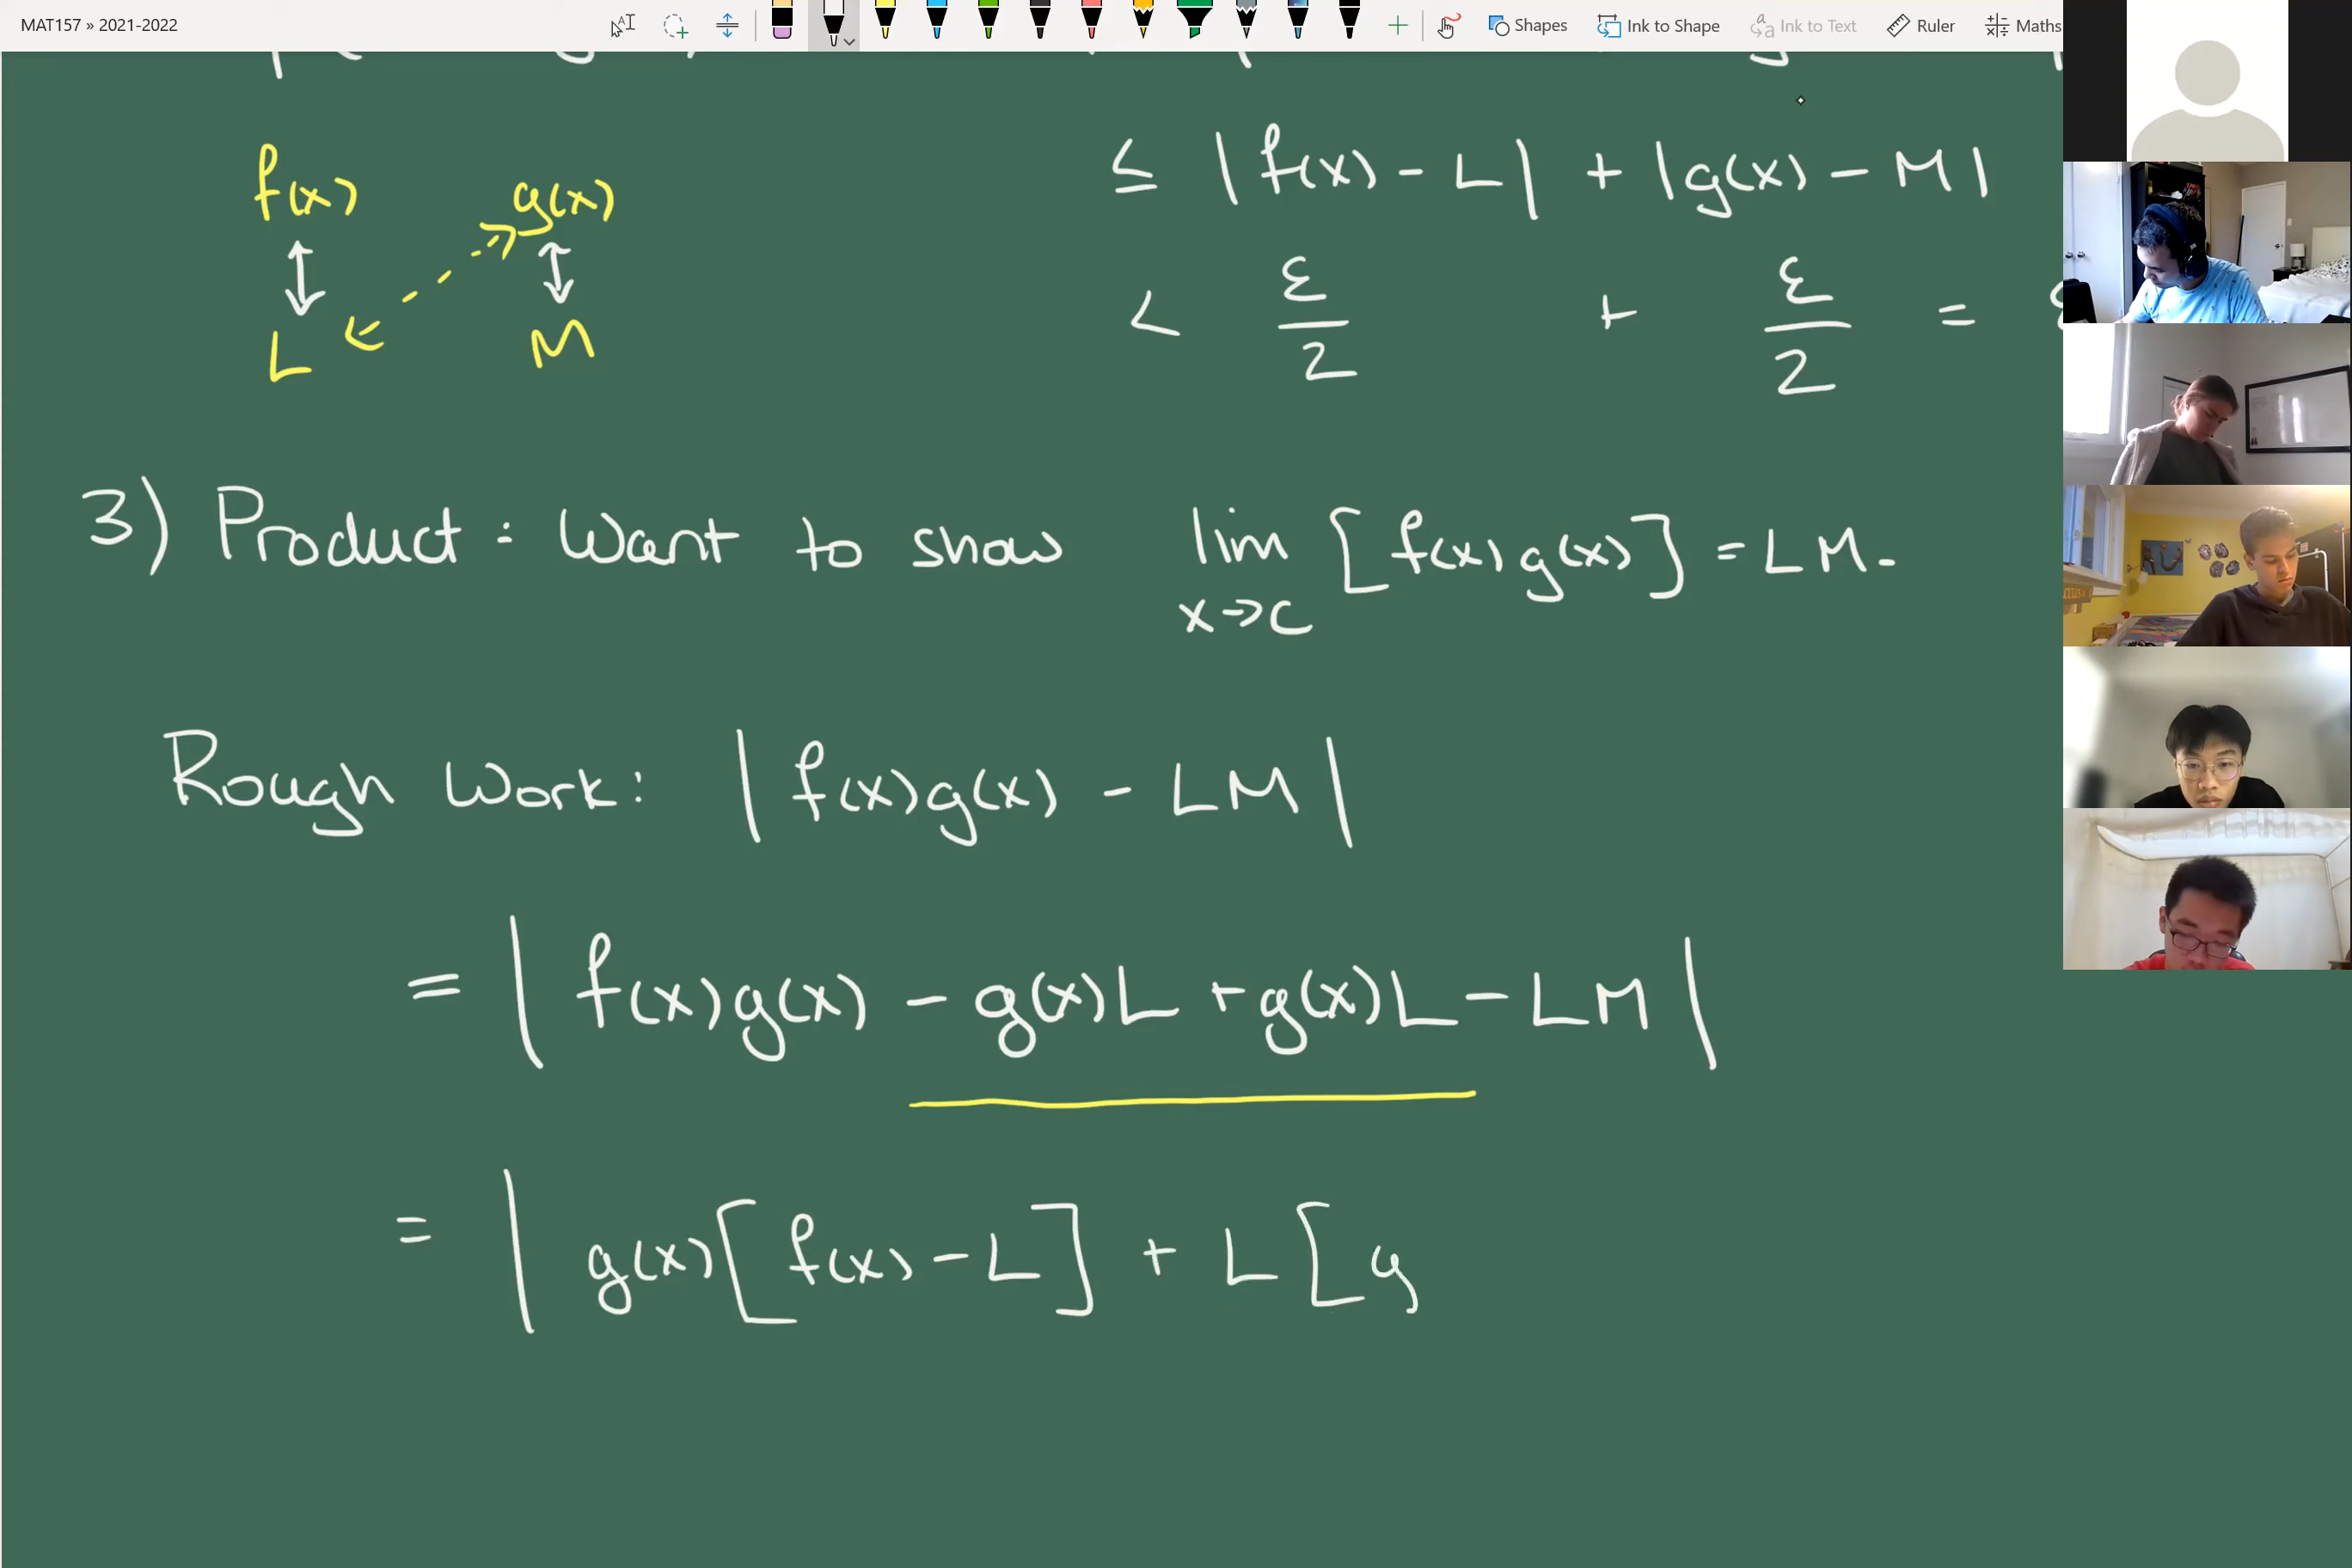 MAT157 » 2021-2022
Shapes Ink to Shape Ink to Text Ruler Maths
≤ |f(x) - L| + |g(x) - M|
f(x) g(x)
< ε/2 + ε/2 =
L M
3) Product: Want to show lim [f(x)g(x)] = LM.
x→c
Rough Work: |f(x)g(x) - LM|
= |f(x)g(x) - g(x)L + g(x)L - LM|
= |g(x)[f(x) - L] + L[g